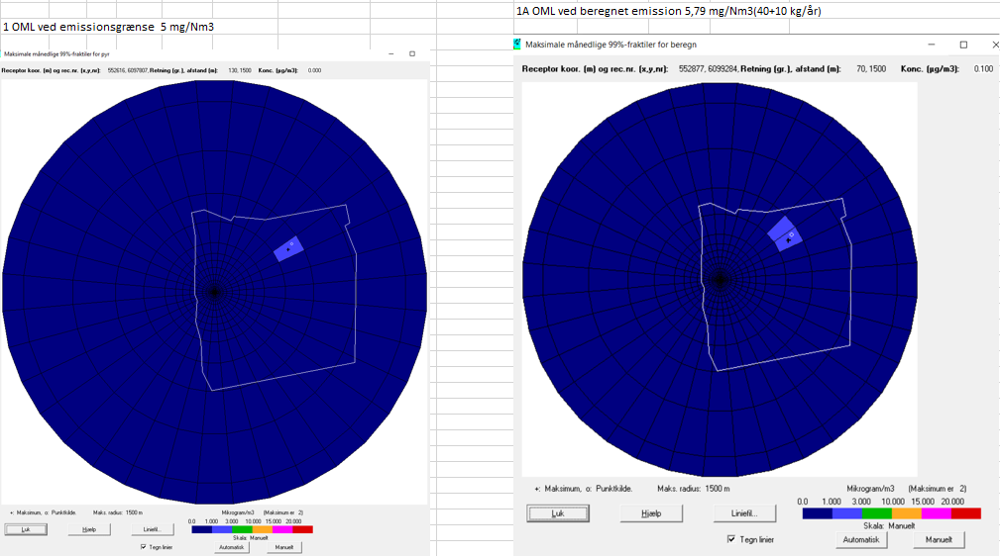 1 OML ved emissionsgrænse  5 mg/Nm3
Maksimale månedlige 99%-fraktiler for pyr
Receptor koor. (m) og rec.nr. (x,y,nr): 552616, 6097807, Retning (gr.), afstand (m): 130, 1500 Konc. (µg/m3): 0.000
+: Maksimum, o: Punktkilde. Maks. radius: 1500 m
Mikrogram/m3 (Maksimum er 2)
0.0 1.000 3.000 10.000 15.000 20.000
Skala: Manuelt
Luk Hjælp Liniefil...
Tegn linier Automatisk Manuelt
1A OML ved beregnet emission 5,79 mg/Nm3(40+10 kg/år)
Maksimale månedlige 99%-fraktiler for beregn
Receptor koor. (m) og rec.nr. (x,y,nr): 552877, 6099284, Retning (gr.), afstand (m): 70, 1500 Konc. (µg/m3): 0.100
+: Maksimum, o: Punktkilde. Maks. radius: 1500 m
Mikrogram/m3 (Maksimum er 2)
0.0 1.000 3.000 10.000 15.000 20.000
Skala: Manuelt
Luk Hjælp Liniefil...
Tegn linier Automatisk Manuelt